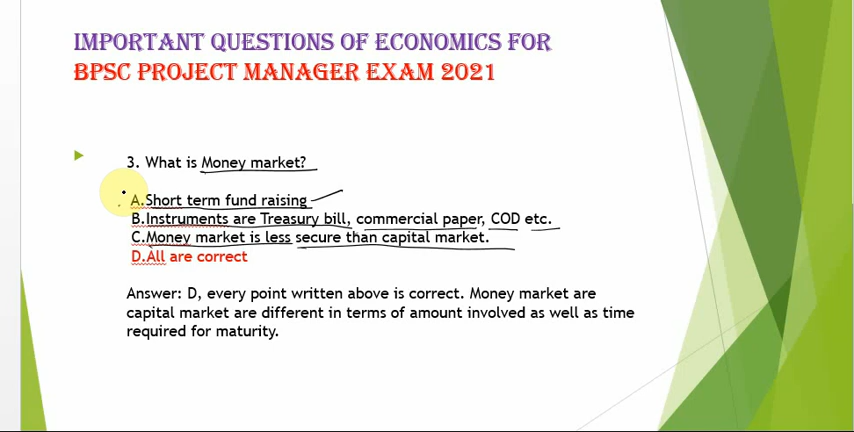 IMPORTANT QUESTIONS OF ECONOMICS FOR
BPSC PROJECT MANAGER EXAM 2021
3. What is Money market?
A.Short term fund raising
B.Instruments are Treasury bill, commercial paper, COD etc.
C.Money market is less secure than capital market.
D.All are correct
Answer: D, every point written above is correct. Money market are
capital market are different in terms of amount involved as well as time
required for maturity.